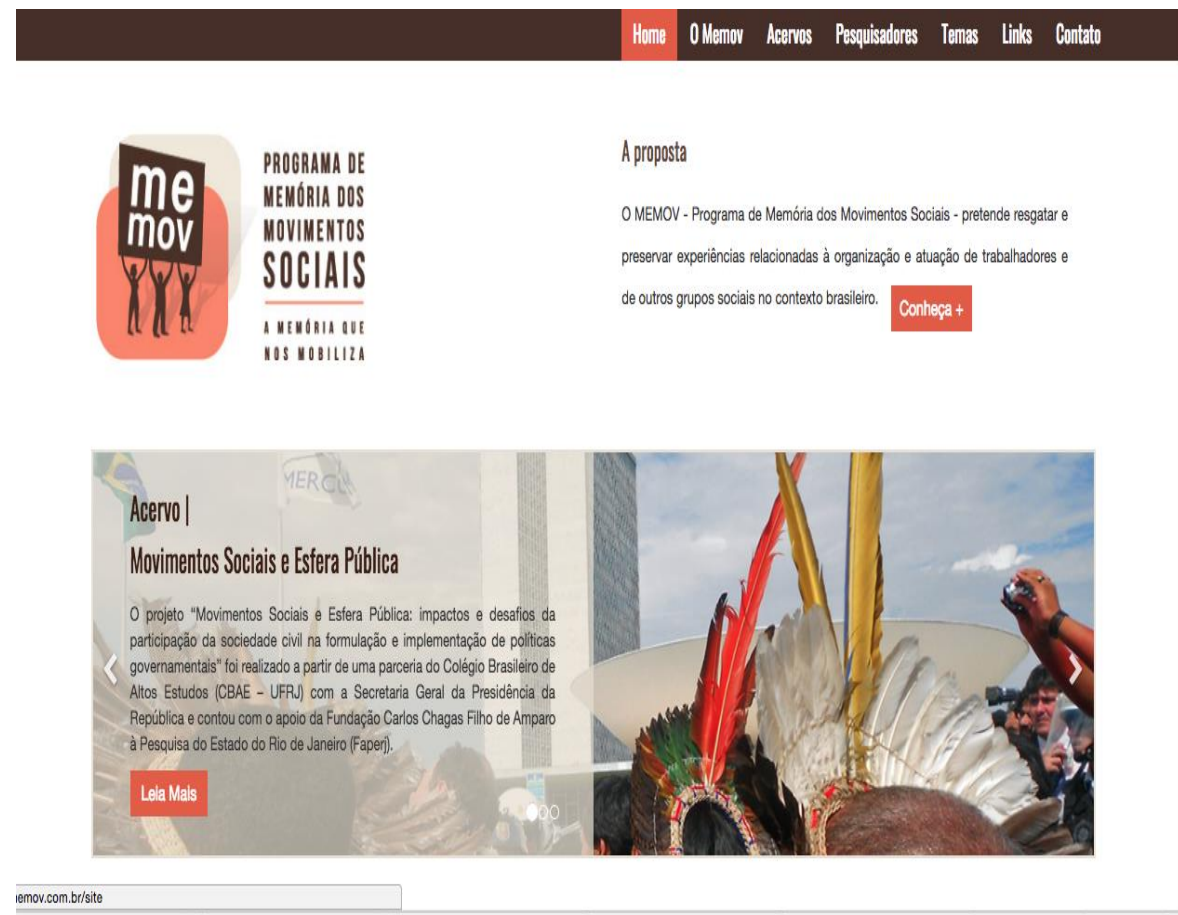 Home O Memov Acervos Pesquisadores Temas Links Contato
me
mov
PROGRAMA DE
MEMÓRIA DOS
MOVIMENTOS
SOCIAIS
A MEMÓRIA QUE
NOS MOBILIZA
A proposta
O MEMOV - Programa de Memória dos Movimentos Sociais - pretende resgatar e
preservar experiências relacionadas à organização e atuação de trabalhadores e
de outros grupos sociais no contexto brasileiro. Conheça +
MERCU
Acervo |
Movimentos Sociais e Esfera Pública
O projeto "Movimentos Sociais e Esfera Pública: impactos e desafios da
participação da sociedade civil na formulação e implementação de políticas
governamentais" foi realizado a partir de uma parceria do Colégio Brasileiro de
Altos Estudos (CBAE – UFRJ) com a Secretaria Geral da Presidência da
República e contou com o apoio da Fundação Carlos Chagas Filho de Amparo
à Pesquisa do Estado do Rio de Janeiro (Faperj).
Leia Mais
emov.com.br/site